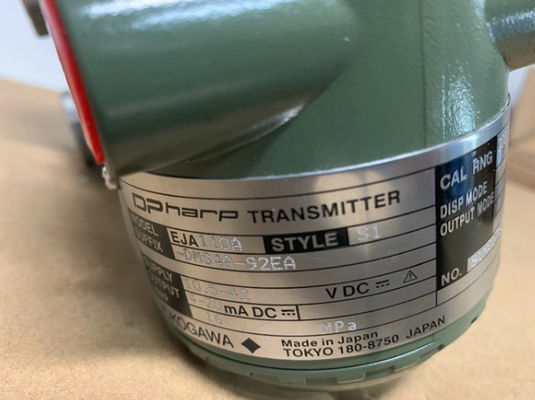 DPharp TRANSMITTER
MODEL EJA110A STYLE S1
SUFFIX -DMS4A-92EA
SUPPLY 10.5-42 V DC
OUTPUT 4-20 mA DC
16 MPa
YOKOGAWA Made in Japan
TOKYO 180-8750 JAPAN
CAL RNG
DISP MODE
OUTPUT MODE
NO.